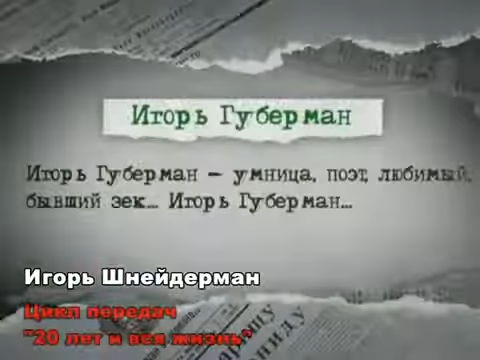 Игорь Губерман
Игорь Губерман – умница, поэт, любимый,
бывший зек... Игорь Губерман...
Игорь Шнейдерман
Цикл передач
"20 лет и вся жизнь"